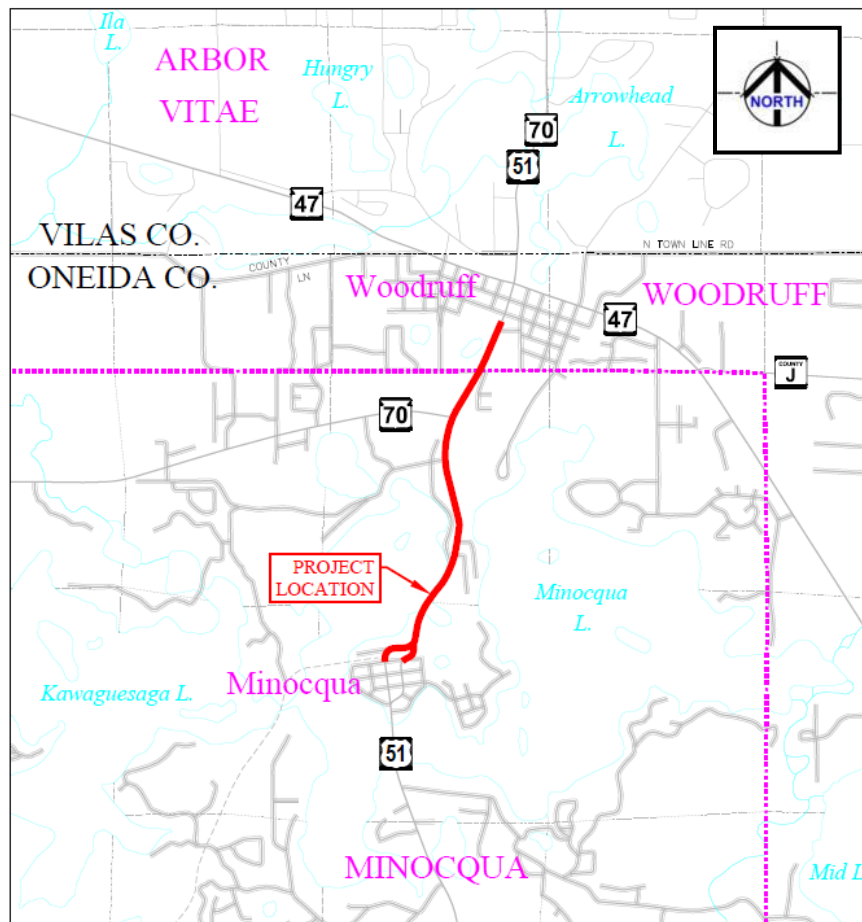 Ila
L.
ARBOR
VITAE
Hungry
L.
Arrowhead
L.
NORTH
70
51
47
VILAS CO.
ONEIDA CO.
COUNTY
LN
N TOWN LINE RD
Woodruff
WOODRUFF
47
COUNTY
J
70
PROJECT
LOCATION
Minocqua
L.
Kawaguesaga L.
Minocqua
51
MINOCQUA
Mid L